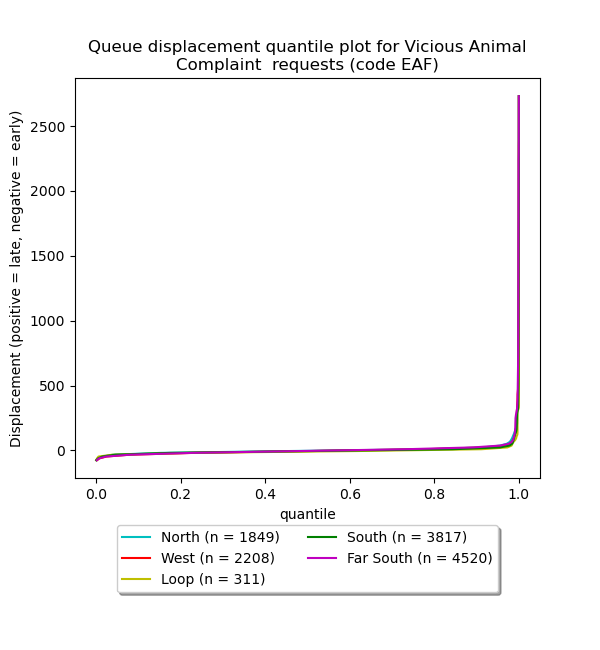 Queue displacement quantile plot for Vicious Animal
Complaint  requests (code EAF)
Displacement (positive = late, negative = early)
2500
2000
1500
1000
500
0
0.0 0.2 0.4 0.6 0.8 1.0
quantile
North (n = 1849) South (n = 3817)
West (n = 2208) Far South (n = 4520)
Loop (n = 311)